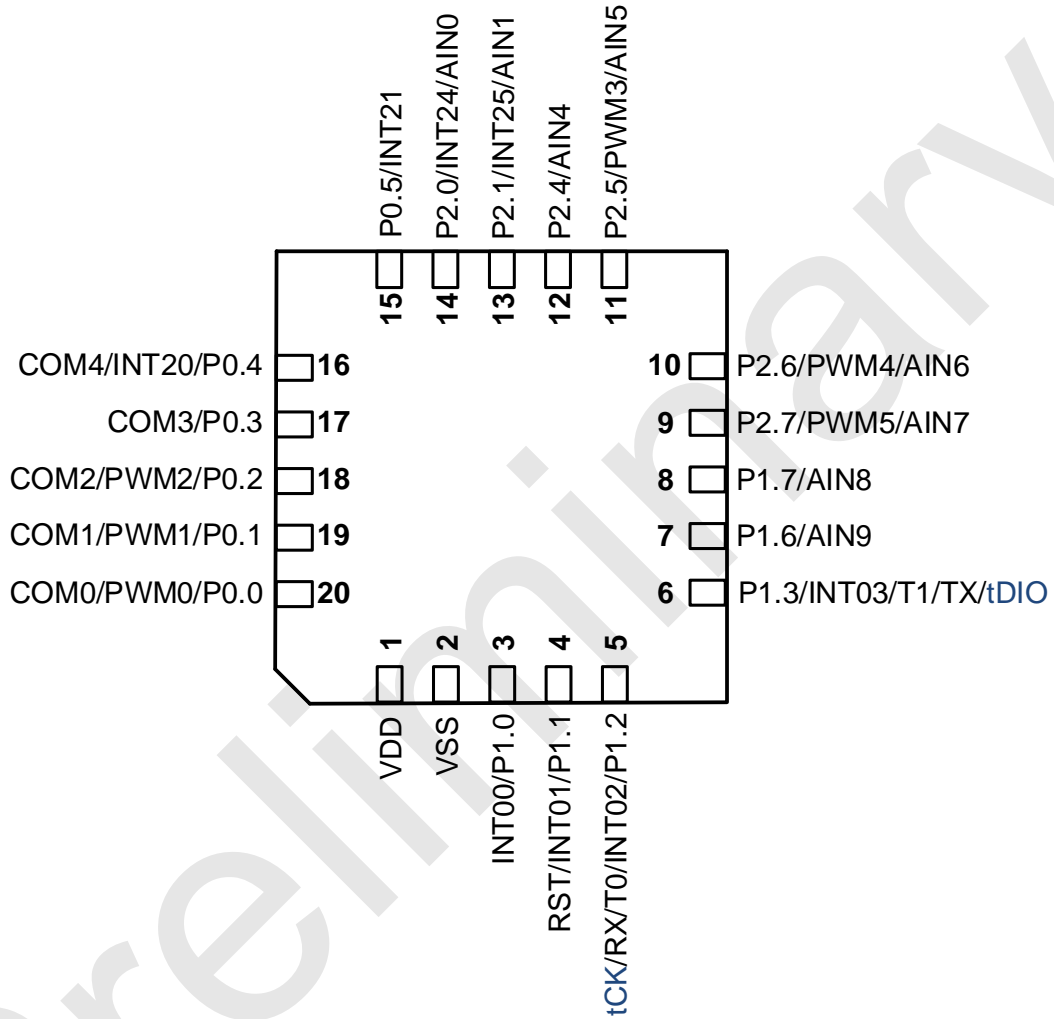 P0.5/INT21
P2.0/INT24/AIN0
P2.1/INT25/AIN1
P2.4/AIN4
P2.5/PWM3/AIN5
15
14
13
12
11
COM4/INT20/P0.4
16
10
P2.6/PWM4/AIN6
COM3/P0.3
17
9
P2.7/PWM5/AIN7
COM2/PWM2/P0.2
18
8
P1.7/AIN8
COM1/PWM1/P0.1
19
7
P1.6/AIN9
COM0/PWM0/P0.0
20
6
P1.3/INT03/T1/TX/tDIO
1
2
3
4
5
VDD
VSS
INT00/P1.0
RST/INT01/P1.1
tCK/RX/T0/INT02/P1.2
reliminary